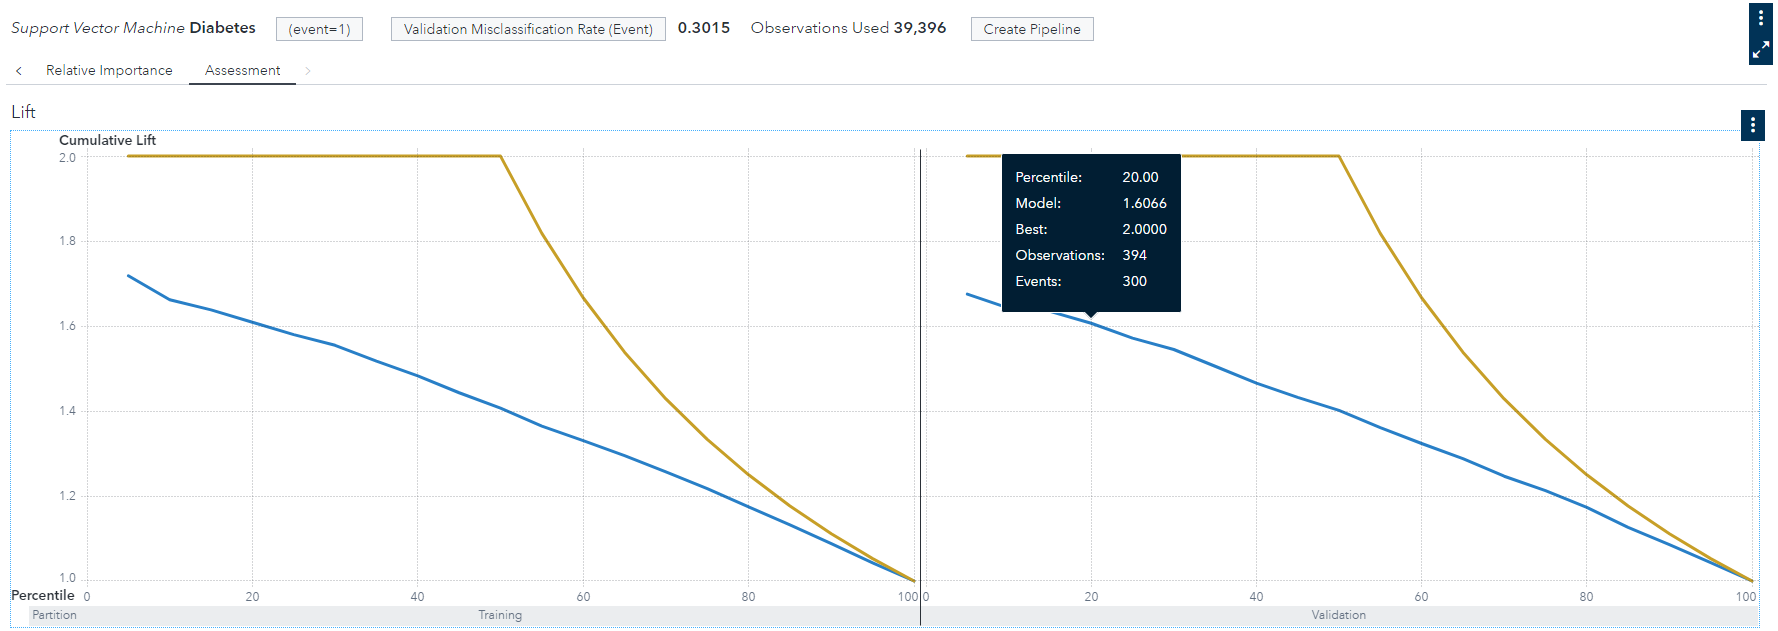 Support Vector Machine Diabetes (event=1) Validation Misclassification Rate (Event) 0.3015 Observations Used 39,396 Create Pipeline
Relative Importance Assessment
Lift
Cumulative Lift
2.0
1.8
1.6
1.4
1.2
1.0
Percentile: 20.00
Model: 1.6066
Best: 2.0000
Observations: 394
Events: 300
Percentile 0 20 40 60 80 100 0 20 40 60 80 100
Partition Training Validation